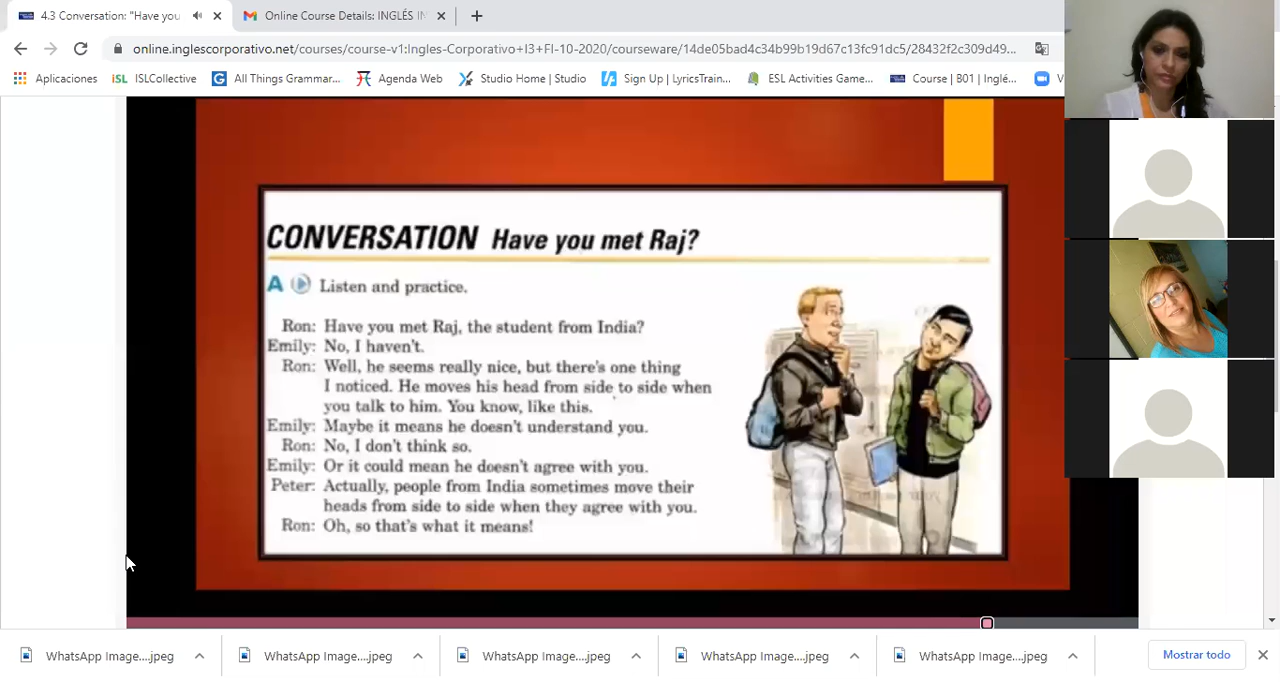 4.3 Conversation: "Have you
Online Course Details: INGLÉS IN
online.inglescorporativo.net/courses/course-v1:Ingles-Corporativo+I3+FI-10-2020/courseware/14de05bad4c34b99b19d67c13fc91dc5/28432f2c309d49...
Aplicaciones
iSL ISLCollective
All Things Grammar...
Agenda Web
Studio Home | Studio
Sign Up | LyricsTrain...
ESL Activities Game...
Course | B01 | Inglé...
CONVERSATION Have you met Raj?
A Listen and practice.
Ron: Have you met Raj, the student from India?
Emily: No, I haven't.
Ron: Well, he seems really nice, but there's one thing
I noticed. He moves his head from side to side when
you talk to him. You know, like this.
Emily: Maybe it means he doesn't understand you.
Ron: No, I don't think so.
Emily: Or it could mean he doesn't agree with you.
Peter: Actually, people from India sometimes move their
heads from side to side when they agree with you.
Ron: Oh, so that's what it means!
WhatsApp Image....jpeg
WhatsApp Image....jpeg
WhatsApp Image....jpeg
WhatsApp Image....jpeg
WhatsApp Image....jpeg
Mostrar todo